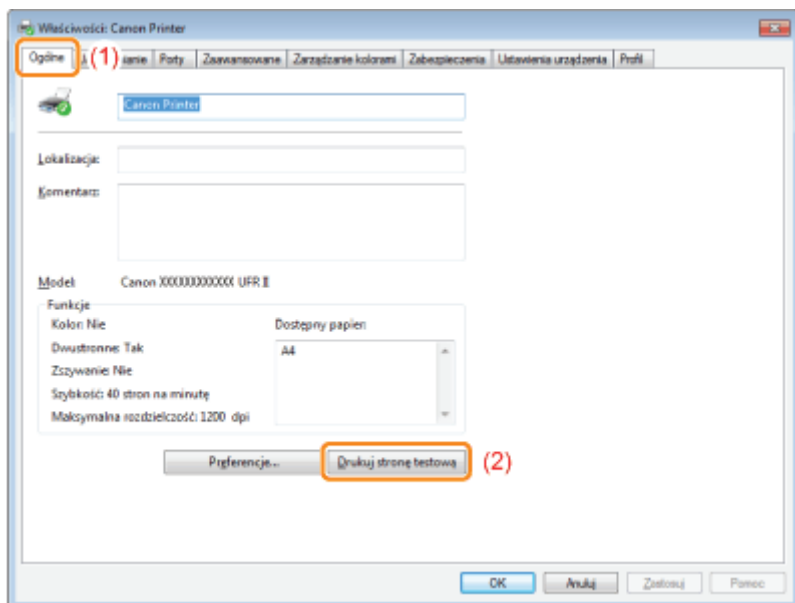 Właściwości: Canon Printer
Ogólne (1) anie Porty Zaawansowane Zarządzanie kolorami Zabezpieczenia Ustawienia urządzenia Profil
Canon Printer
Lokalizacja:
Komentarz:
Model: Canon XXXXXXXXXXXX UFR II
Funkcje
Kolor: Nie Dostępny papier:
Dwustronne: Tak A4
Zszywanie: Nie
Szybkość: 40 stron na minutę
Maksymalna rozdzielczość: 1200 dpi
Preferencje... Drukuj stronę testową (2)
OK Anuluj Zastosuj Pomoc